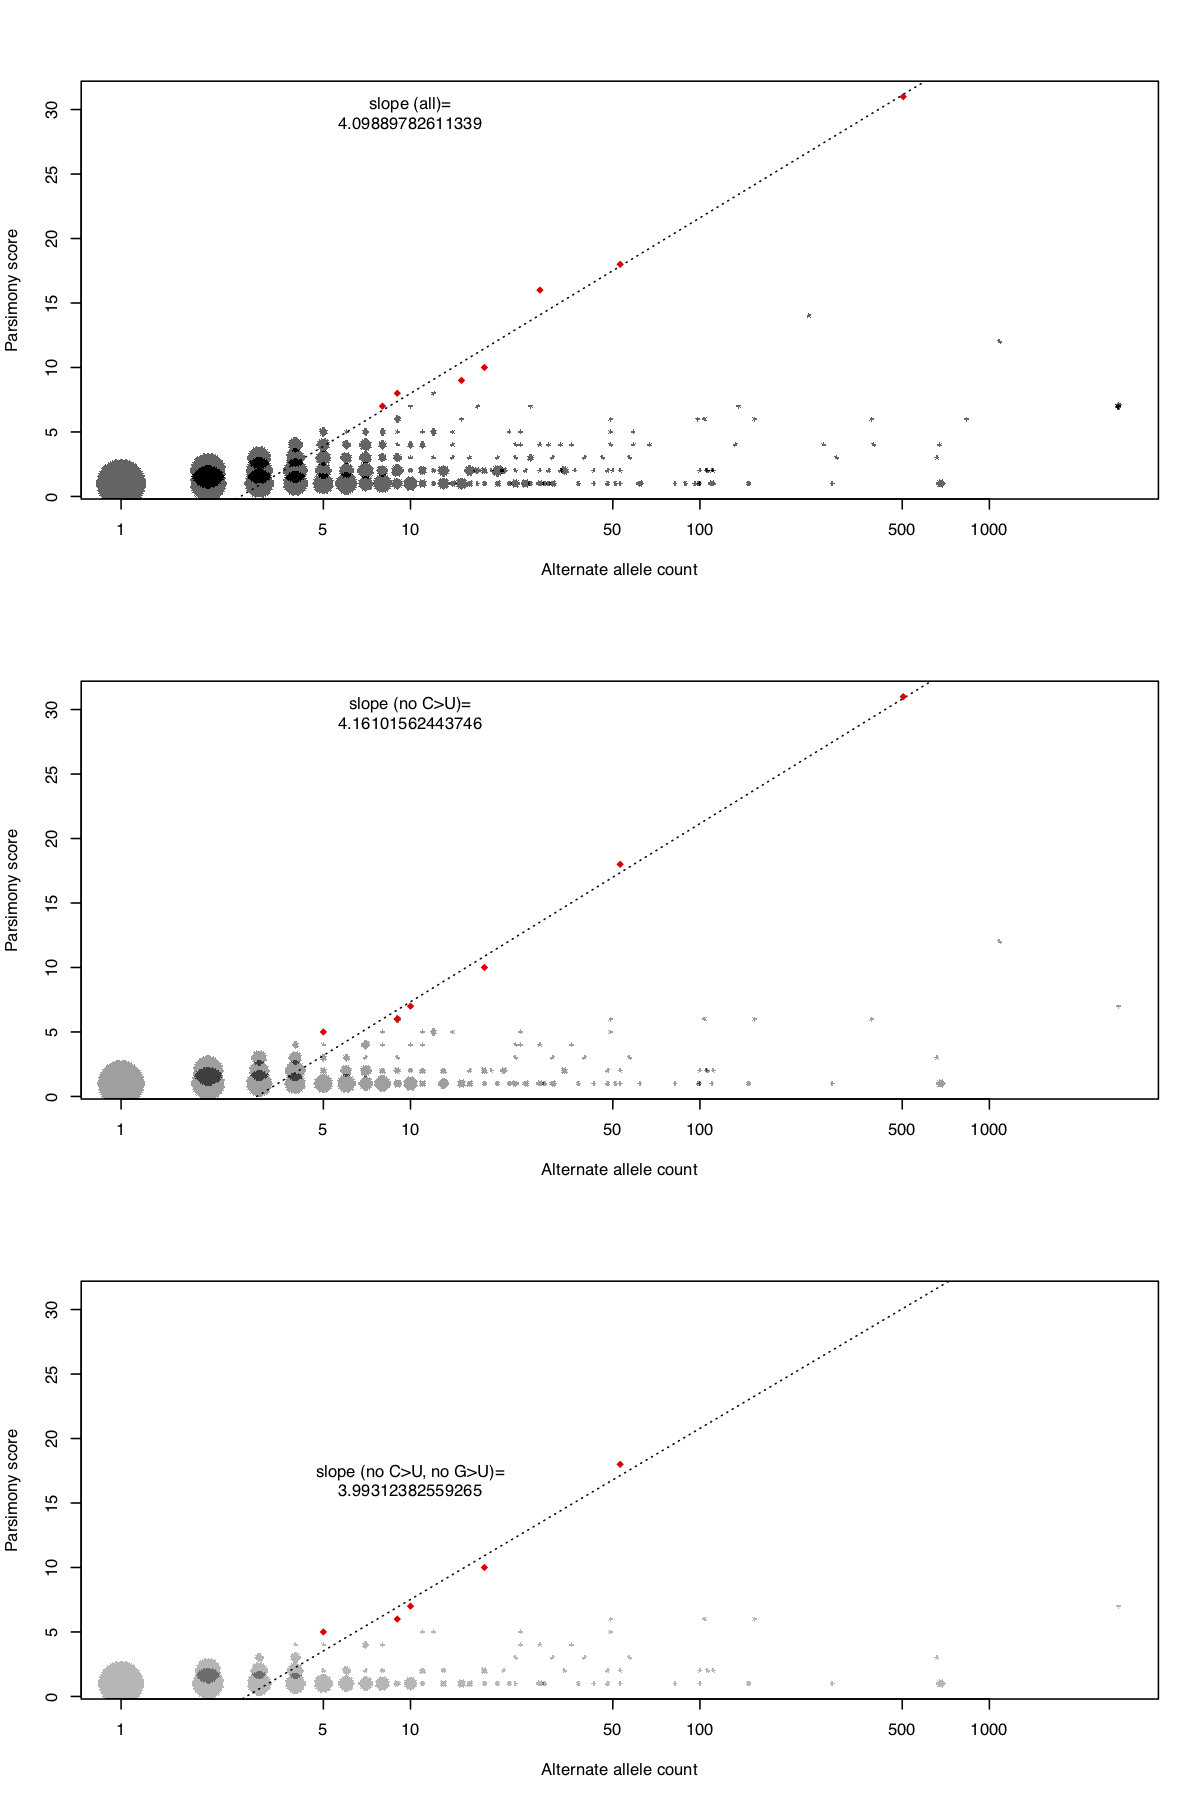 slope (all)=
4.09889782611339
30
25
20
15
10
5
0
Parsimony score
1 5 10 50 100 500 1000
Alternate allele count
slope (no C>U)=
4.16101562443746
30
25
20
15
10
5
0
Parsimony score
1 5 10 50 100 500 1000
Alternate allele count
slope (no C>U, no G>U)=
3.99312382559265
30
25
20
15
10
5
0
Parsimony score
1 5 10 50 100 500 1000
Alternate allele count